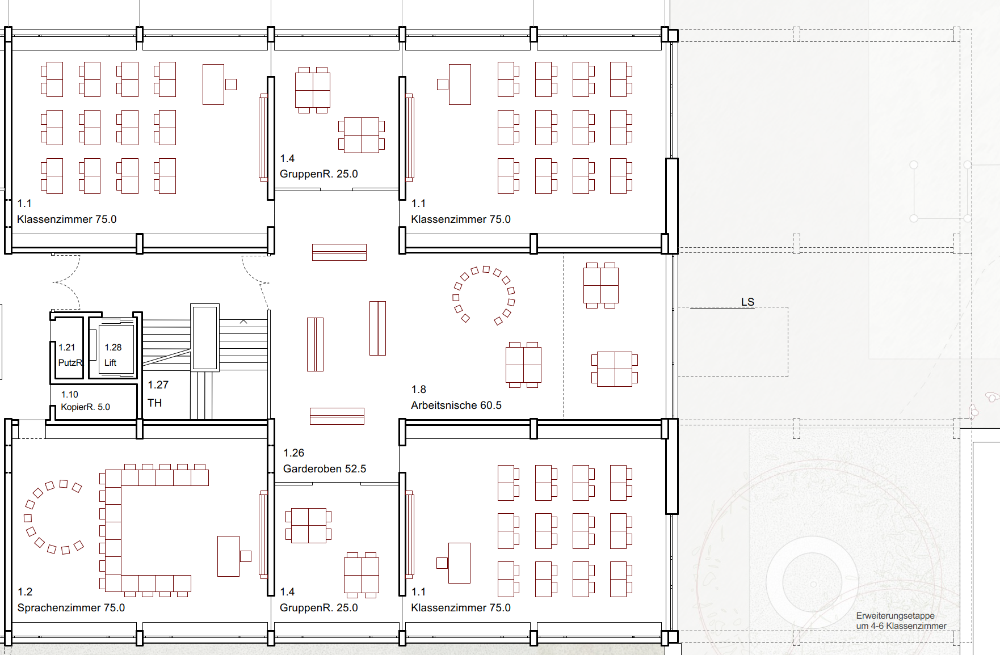 1.4
GruppenR. 25.0
1.1
Klassenzimmer 75.0
1.1
Klassenzimmer 75.0
LS
1.21
PutzR
1.28
Lift
1.27
TH
1.10
KopierR. 5.0
1.8
Arbeitsnische 60.5
1.26
Garderoben 52.5
1.2
Sprachenzimmer 75.0
1.4
GruppenR. 25.0
1.1
Klassenzimmer 75.0
Erweiterungsetappe
um 4-6 Klassenzimmer